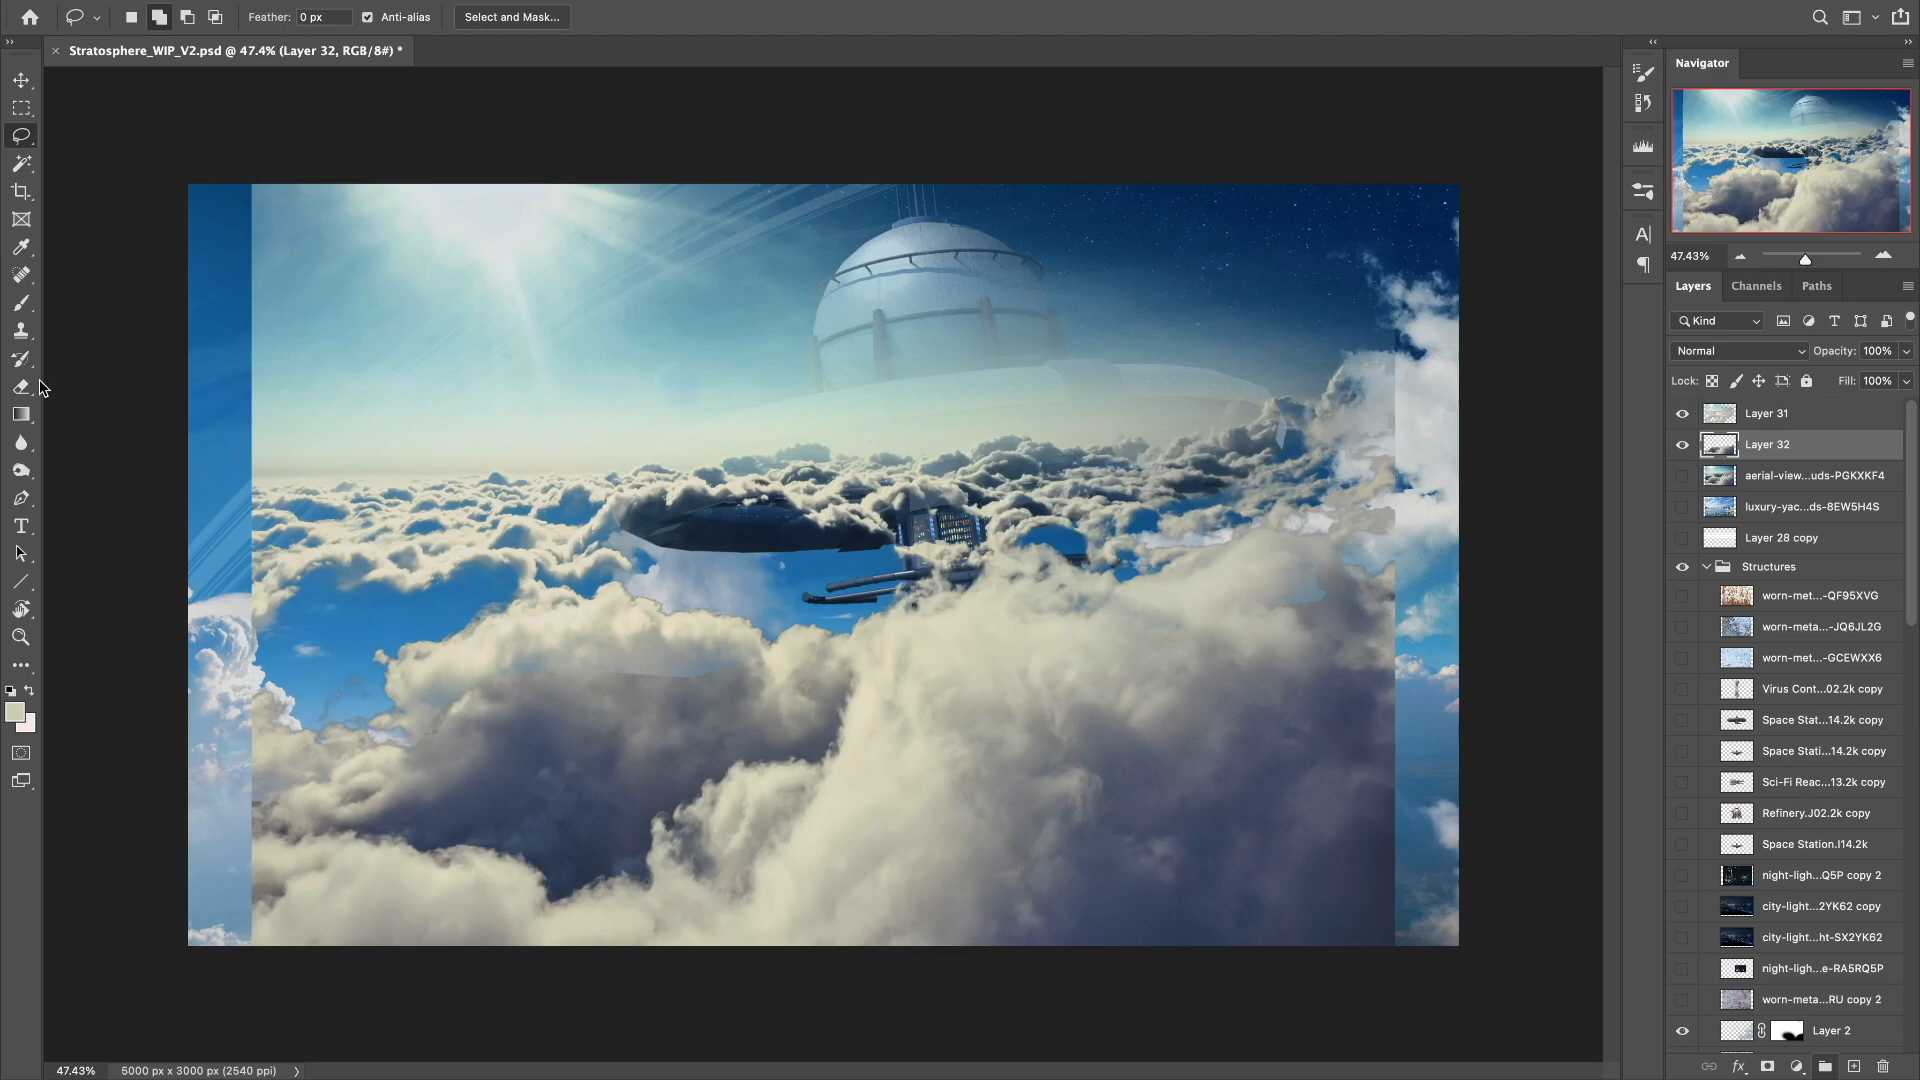 Feather: 0 px Anti-alias Select and Mask...
Stratosphere_WIP_V2.psd @ 47.4% (Layer 32, RGB/8#) *
Navigator
47.43%
Layers Channels Paths
Kind
Normal Opacity: 100%
Lock: Fill: 100%
Layer 31
Layer 32
aerial-view...uds-PGKXKF4
luxury-yac...ds-8EW5H4S
Layer 28 copy
Structures
worn-met...-QF95XVG
worn-meta...-JQ6JL2G
worn-met...-GCEWXX6
Virus Cont...02.2k copy
Space Stat...14.2k copy
Space Stati...14.2k copy
Sci-Fi Reac...13.2k copy
Refinery.J02.2k copy
Space Station.I14.2k
night-ligh...Q5P copy 2
city-light...2YK62 copy
city-light...ht-SX2YK62
night-ligh...e-RA5RQ5P
worn-meta...RU copy 2
Layer 2
47.43% 5000 px x 3000 px (2540 ppi)